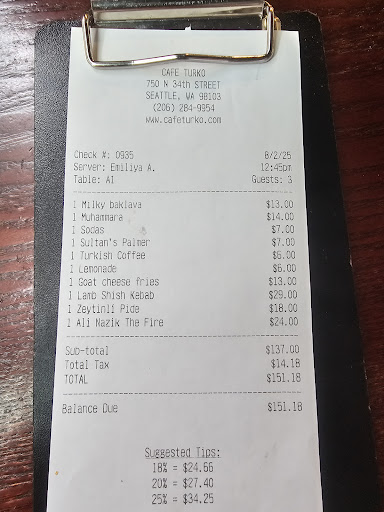 CAFE TURKO
750 N 34th STREET
SEATTLE, WA 98103
(206) 284-9954
www.cafeturko.com
Check #: 0935 8/2/25
Server: Emiliya A. 12:45pm
Table: AI Guests: 3
1 Milky baklava $13.00
1 Muhammara $14.00
1 Sodas $7.00
1 Sultan's Palmer $7.00
1 Turkish Coffee $6.00
1 Lemonade $6.00
1 Goat cheese fries $13.00
1 Lamb Shish Kebab $29.00
1 Zeytinli Pide $18.00
1 Ali Nazik The Fire $24.00
Sub-total $137.00
Total Tax $14.18
TOTAL $151.18
Balance Due $151.18
Suggested Tips:
18% = $24.66
20% = $27.40
25% = $34.25